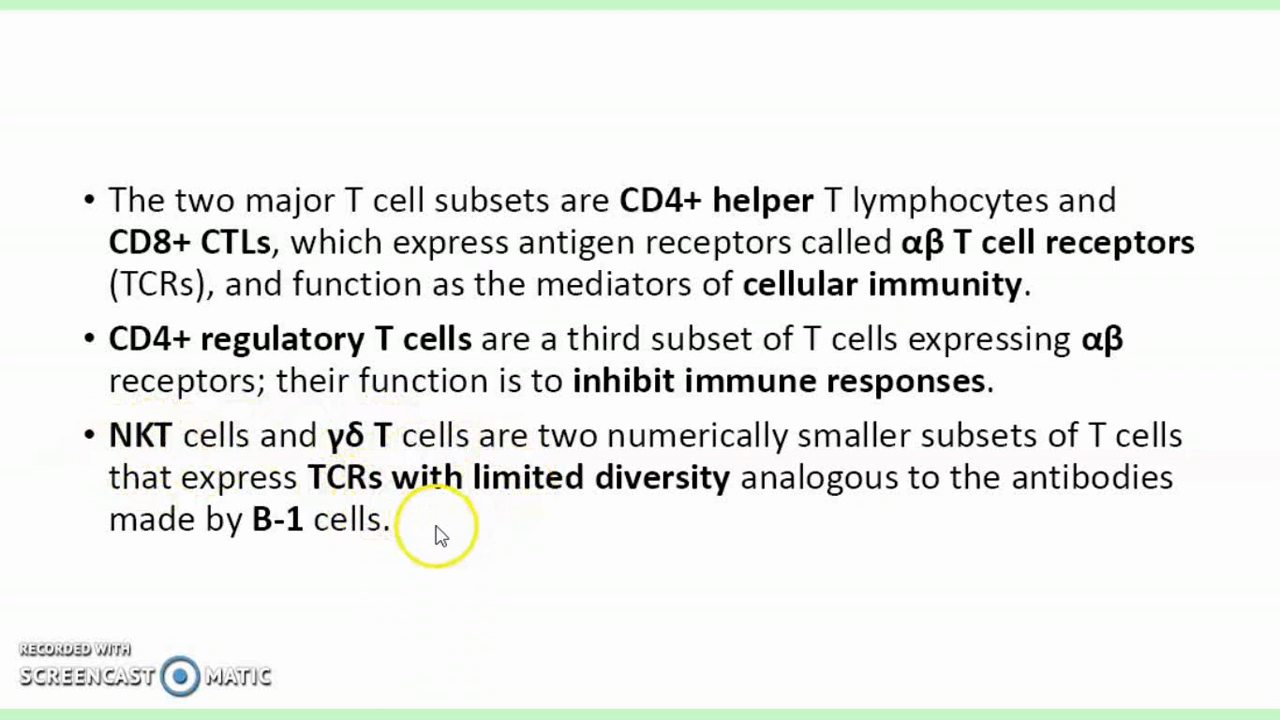 • The two major T cell subsets are CD4+ helper T lymphocytes and
CD8+ CTLs, which express antigen receptors called αβ T cell receptors
(TCRs), and function as the mediators of cellular immunity.
• CD4+ regulatory T cells are a third subset of T cells expressing αβ
receptors; their function is to inhibit immune responses.
• NKT cells and γδ T cells are two numerically smaller subsets of T cells
that express TCRs with limited diversity analogous to the antibodies
made by B-1 cells.
RECORDED WITH
SCREENCAST MATIC